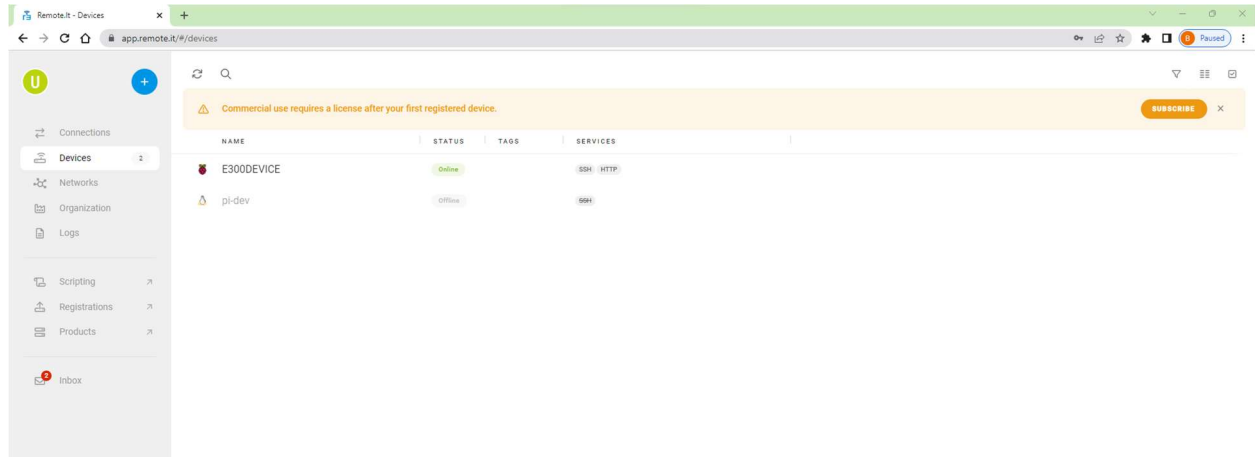 Remote.It - Devices
app.remote.it/#/devices
B Paused
U
Commercial use requires a license after your first registered device.
SUBSCRIBE
Connections
Devices 2
Networks
Organization
Logs
Scripting
Registrations
Products
2
Inbox
NAME STATUS TAGS SERVICES
E300DEVICE Online SSH HTTP
pi-dev Offline SSH